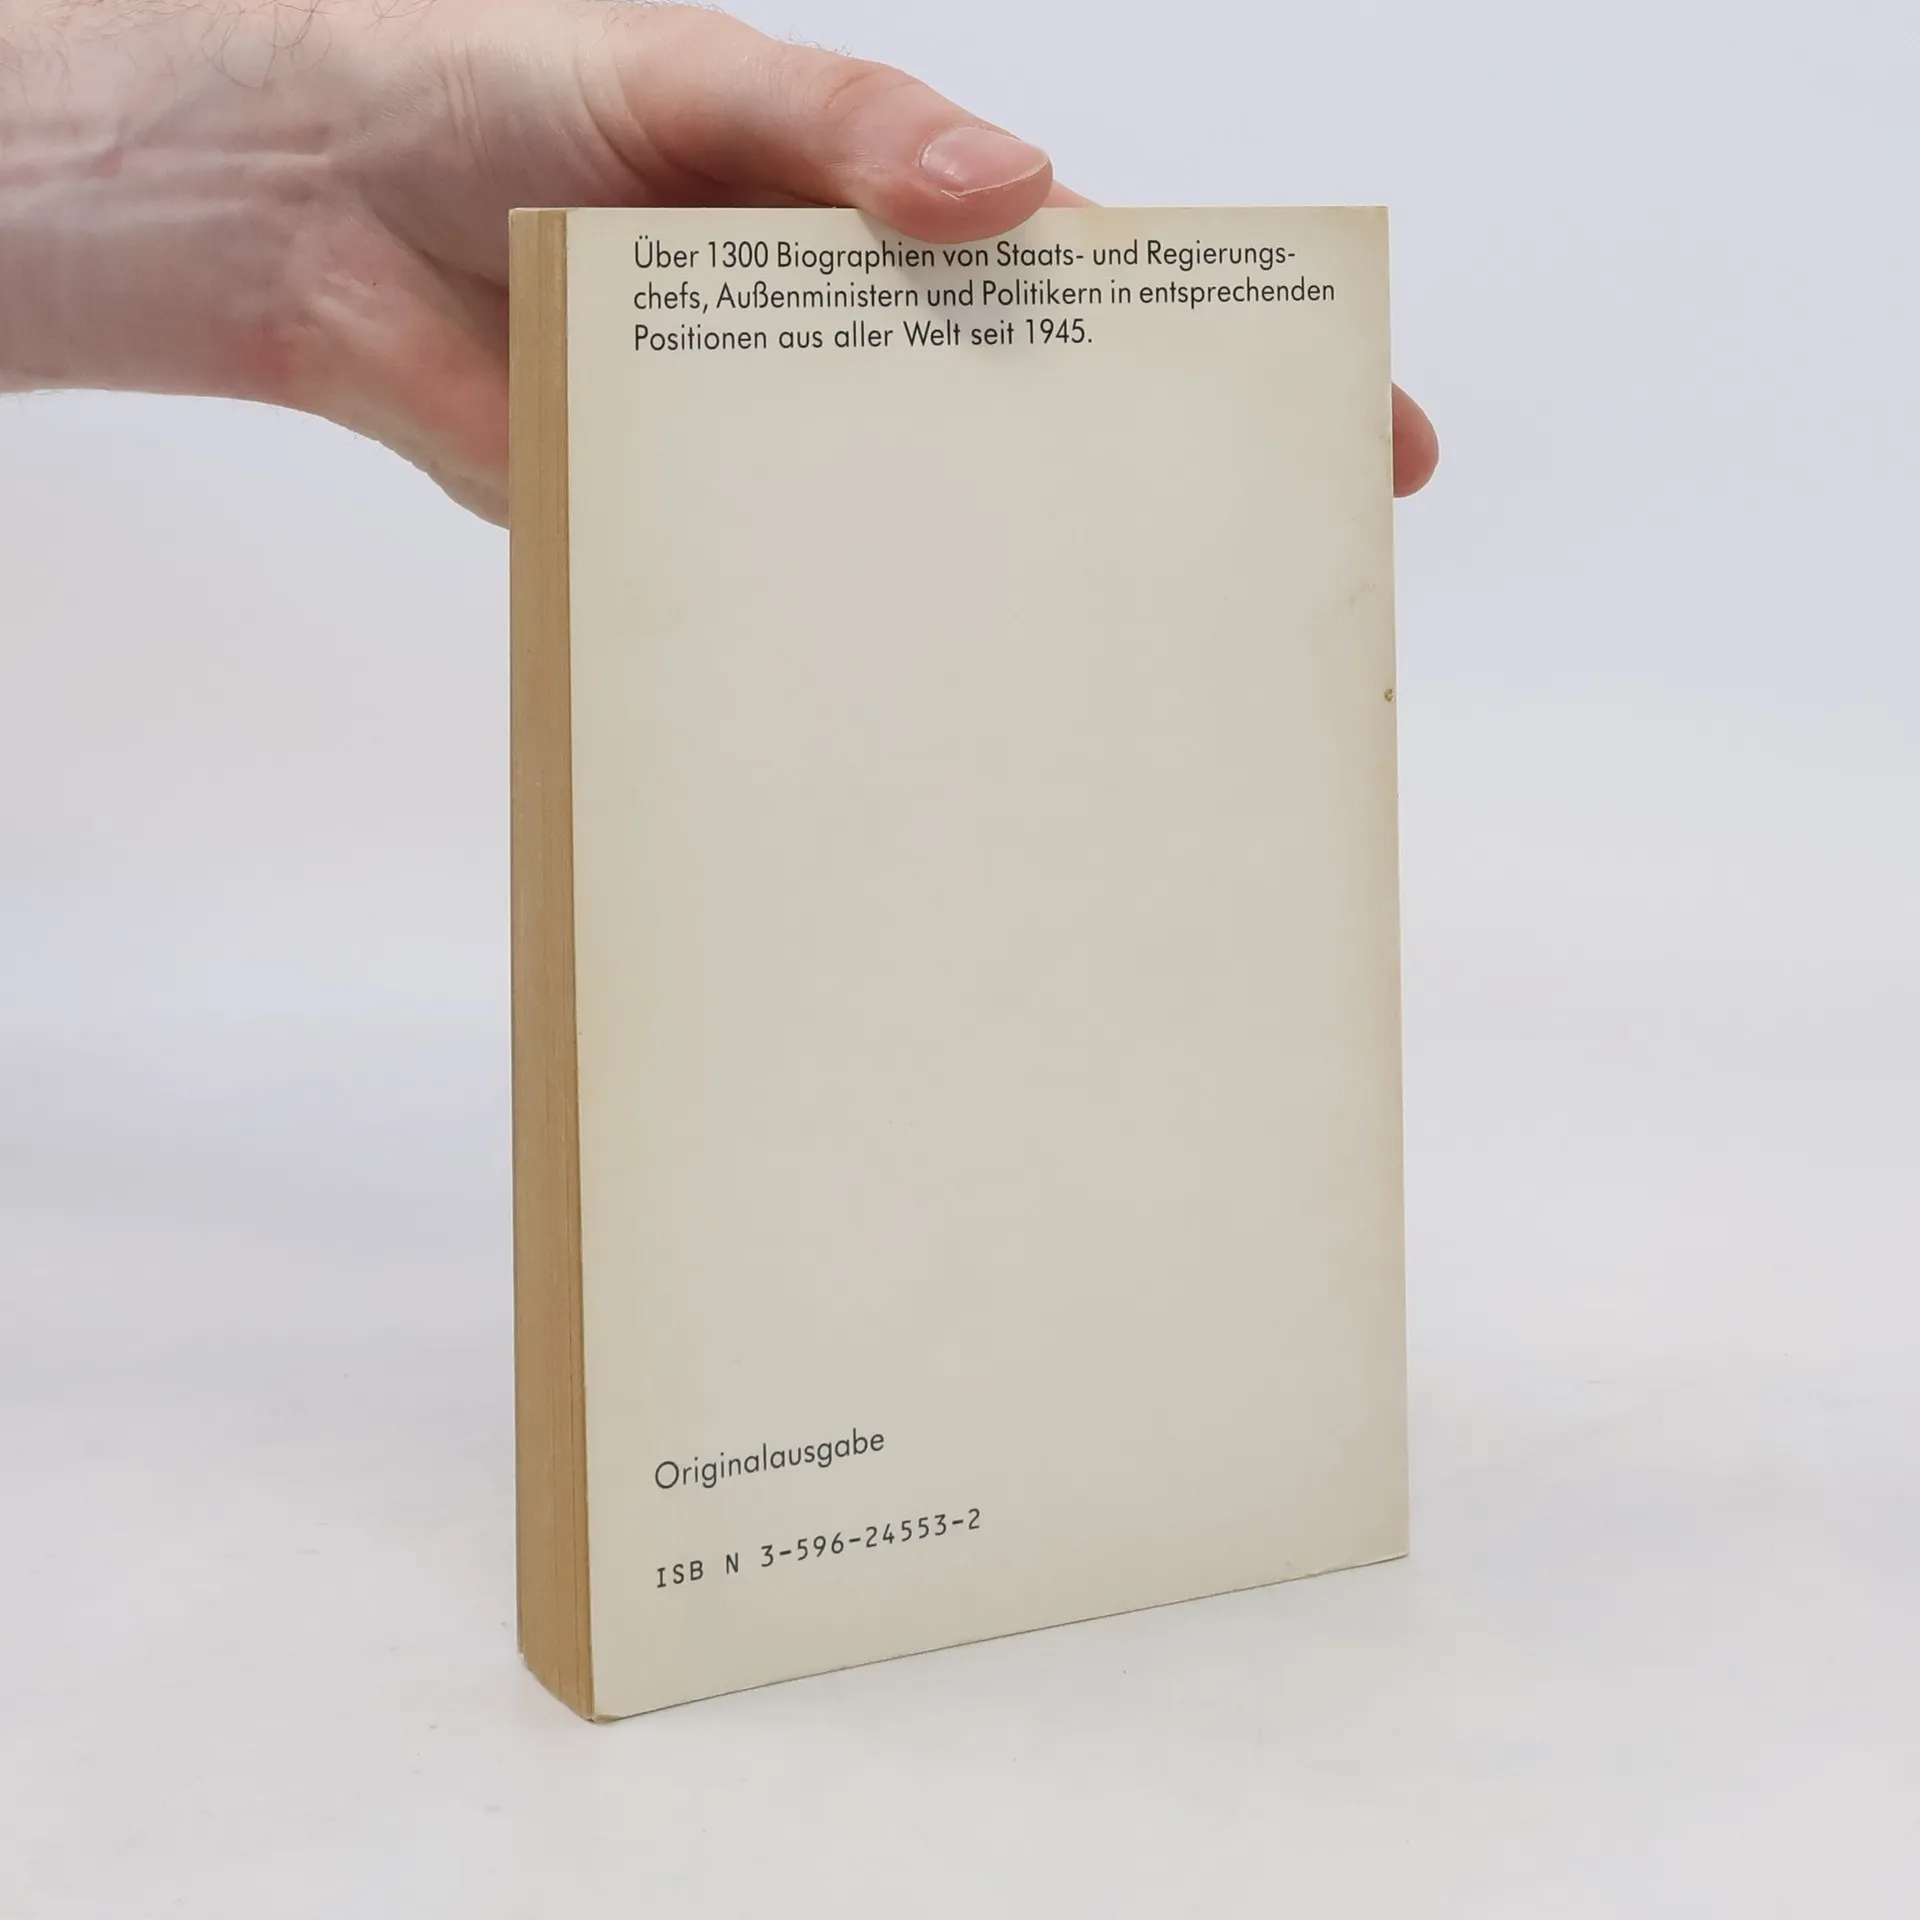 Über 1300 Biographien von Staats- und Regierungs-
chefs, Außenministern und Politikern in entsprechenden
Positionen aus aller Welt seit 1945.
Originalausgabe
ISB N 3-596-24553-2